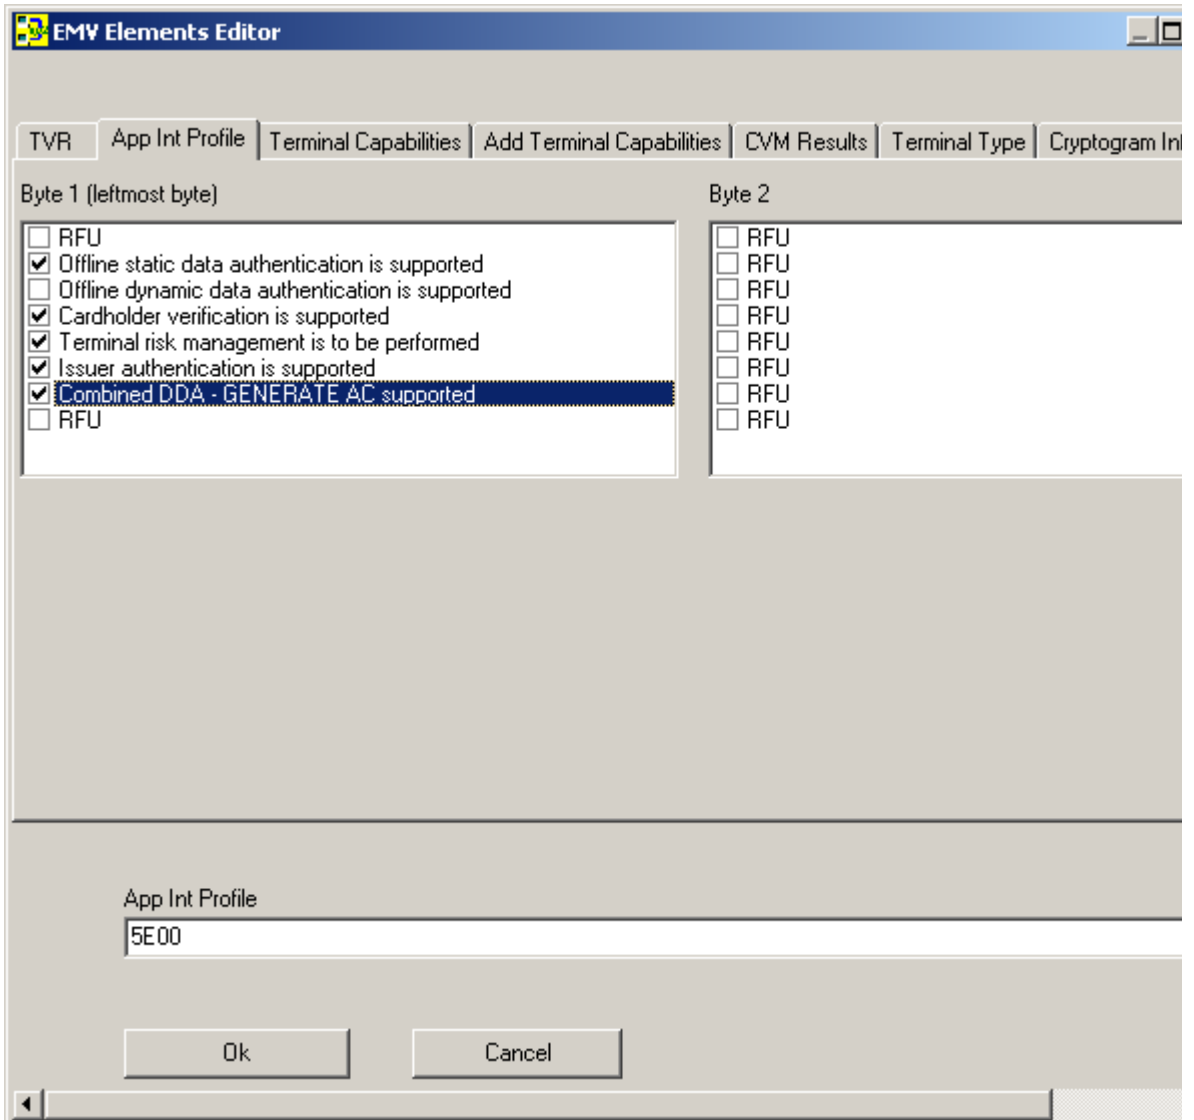 EMV Elements Editor
TVR App Int Profile Terminal Capabilities Add Terminal Capabilities CVM Results Terminal Type Cryptogram In
Byte 1 (leftmost byte)
RFU
Offline static data authentication is supported
Offline dynamic data authentication is supported
Cardholder verification is supported
Terminal risk management is to be performed
Issuer authentication is supported
Combined DDA - GENERATE AC supported
RFU
Byte 2
RFU
RFU
RFU
RFU
RFU
RFU
RFU
RFU
App Int Profile
5E00
Ok Cancel